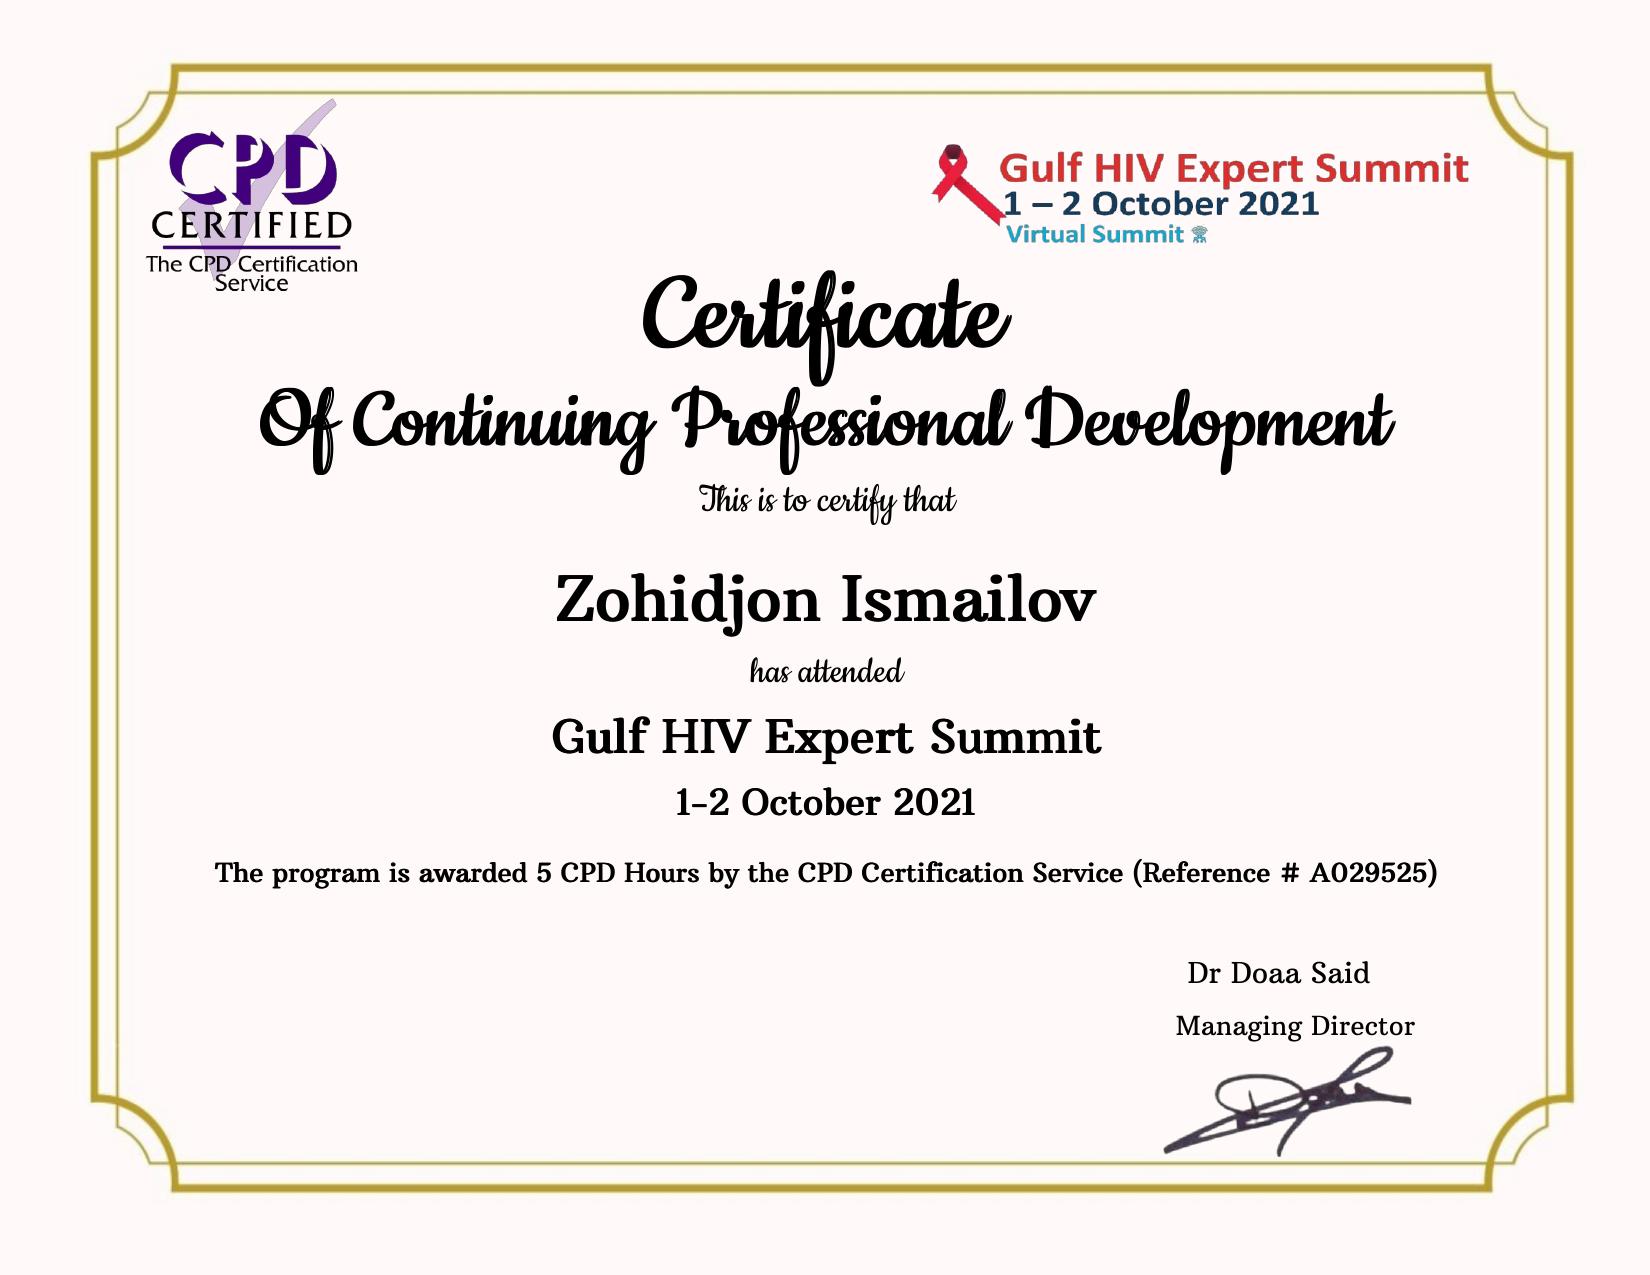 CPD
CERTIFIED
The CPD Certification
Service
Gulf HIV Expert Summit
1 – 2 October 2021
Virtual Summit
Certificate
Of Continuing Professional Development
This is to certify that
Zohidjon Ismailov
has attended
Gulf HIV Expert Summit
1-2 October 2021
The program is awarded 5 CPD Hours by the CPD Certification Service (Reference # A029525)
Dr Doaa Said
Managing Director